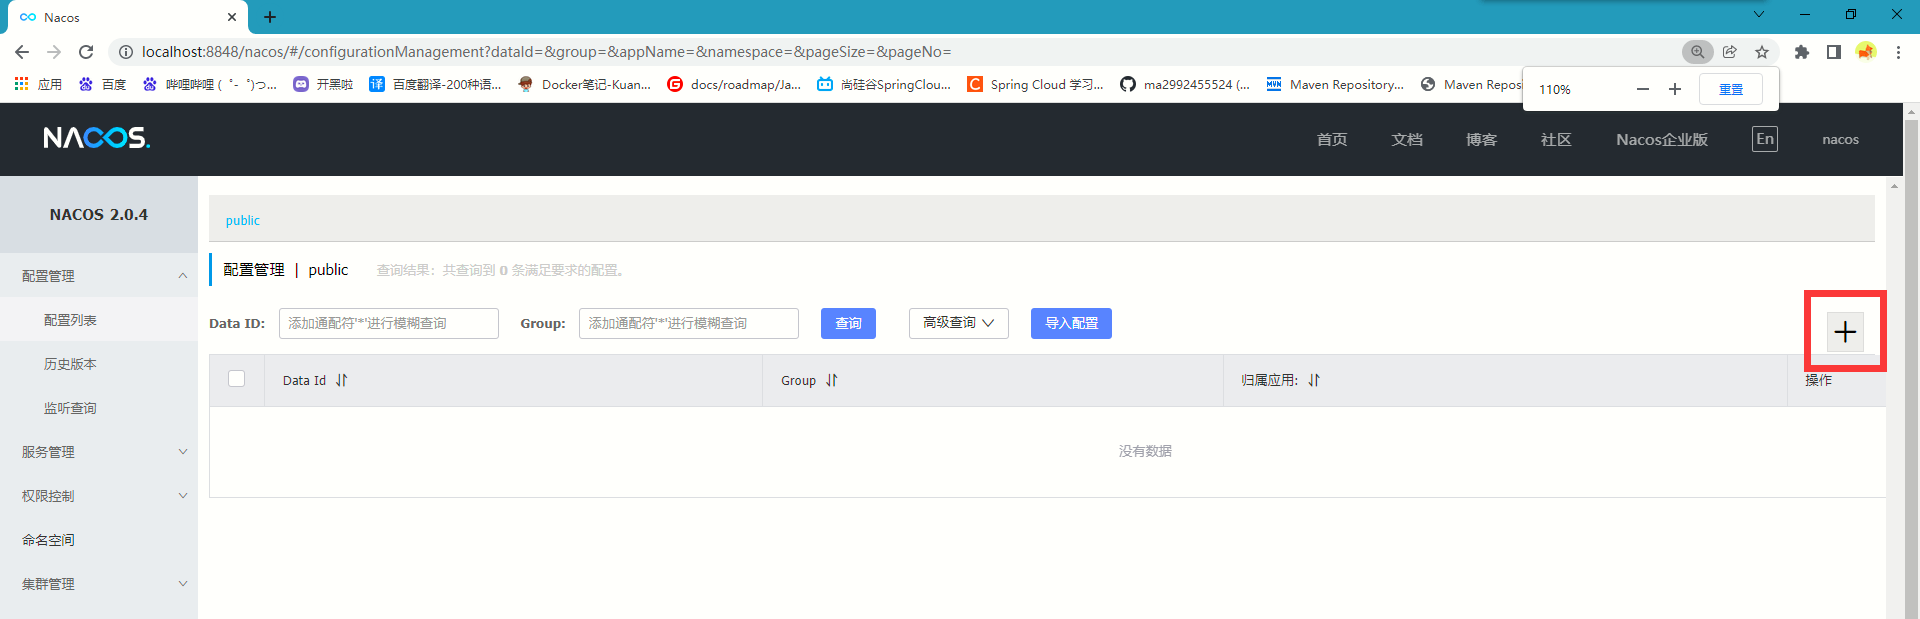 Nacos
localhost:8848/nacos/#/configurationManagement?dataId=&group=&appName=&namespace=&pageSize=&pageNo=
应用 百度 哔哩哔哩 (゜-゜)つ... 开黑啦 译 百度翻译-200种语... Docker笔记-Kuan... docs/roadmap/Ja... 尚硅谷SpringClou... C Spring Cloud 学习... ma2992455524 (... MVN Maven Repository... Maven Repos
110% 重置
NACOS. 首页 文档 博客 社区 Nacos企业版 En nacos
NACOS 2.0.4
public
配置管理
配置管理 | public 查询结果：共查询到 0 条满足要求的配置。
配置列表
Data ID: 添加通配符'*'进行模糊查询 Group: 添加通配符'*'进行模糊查询 查询 高级查询 导入配置
历史版本
Data Id Group 归属应用: 操作
监听查询
服务管理
没有数据
权限控制
命名空间
集群管理